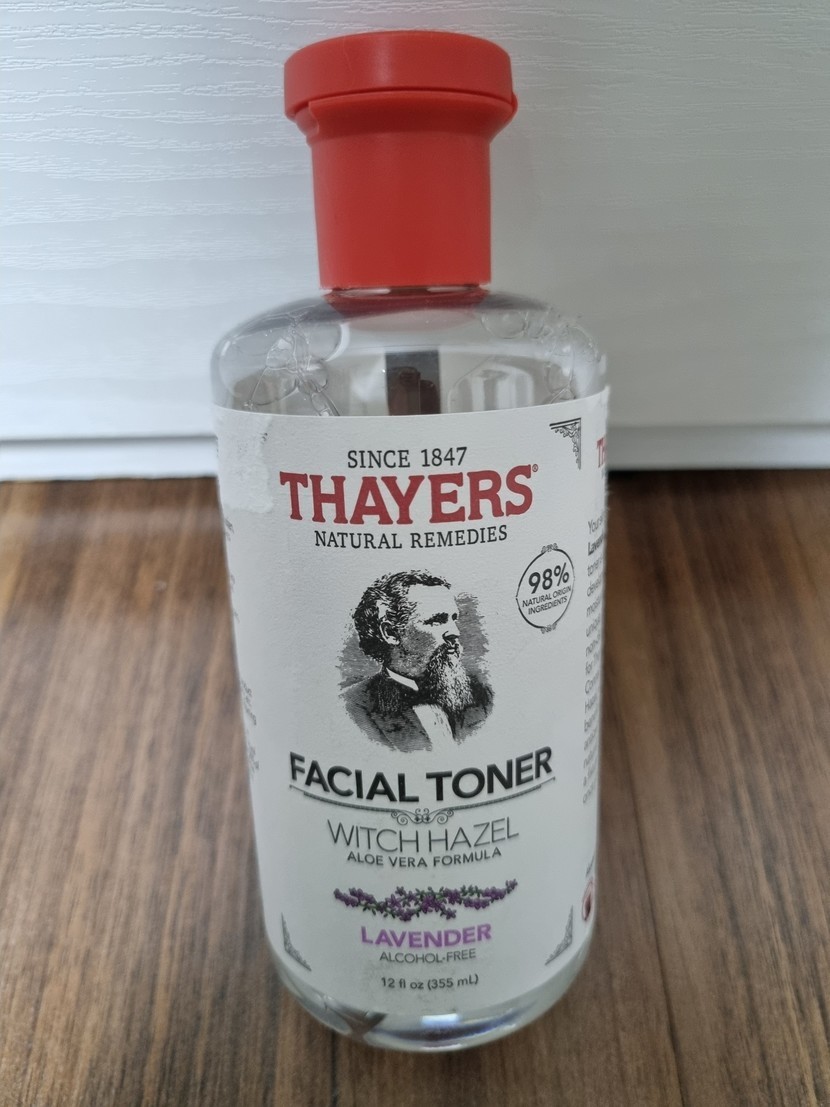 SINCE 1847
THAYERS®
NATURAL REMEDIES
98%
NATURAL ORIGIN
INGREDIENTS
FACIAL TONER
WITCH HAZEL
ALOE VERA FORMULA
LAVENDER
ALCOHOL-FREE
12 fl oz (355 mL)